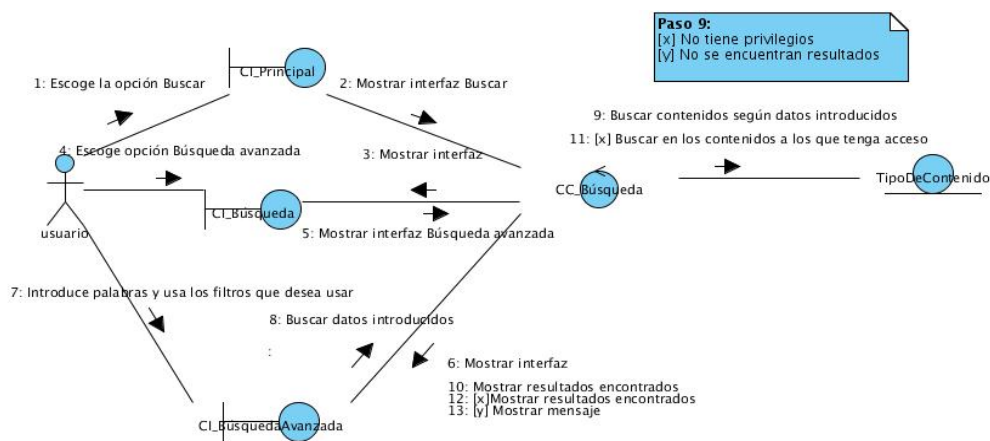 Paso 9:
[x] No tiene privilegios
[y] No se encuentran resultados
CI_Principal
1: Escoge la opción Buscar
2: Mostrar interfaz Buscar
9: Buscar contenidos según datos introducidos
11: [x] Buscar en los contenidos a los que tenga acceso
4: Escoge opción Búsqueda avanzada
3: Mostrar interfaz
TipoDeContenido
CC_Búsqueda
CI_Búsqueda
usuario
5: Mostrar interfaz Búsqueda avanzada
7: Introduce palabras y usa los filtros que desea usar
8: Buscar datos introducidos
:
6: Mostrar interfaz
10: Mostrar resultados encontrados
12: [x]Mostrar resultados encontrados
13: [y] Mostrar mensaje
CI_BúsquedaAvanzada